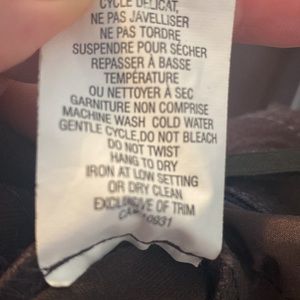 CYCLE DÉLICAT,
NE PAS JAVELLISER
NE PAS TORDRE
SUSPENDRE POUR SÉCHER
REPASSER À BASSE
TEMPÉRATURE
OU NETTOYER À SEC
GARNITURE NON COMPRISE
MACHINE WASH COLD WATER
GENTLE CYCLE,DO NOT BLEACH
DO NOT TWIST
HANG TO DRY
IRON AT LOW SETTING
OR DRY CLEAN
EXCLUSIVE OF TRIM